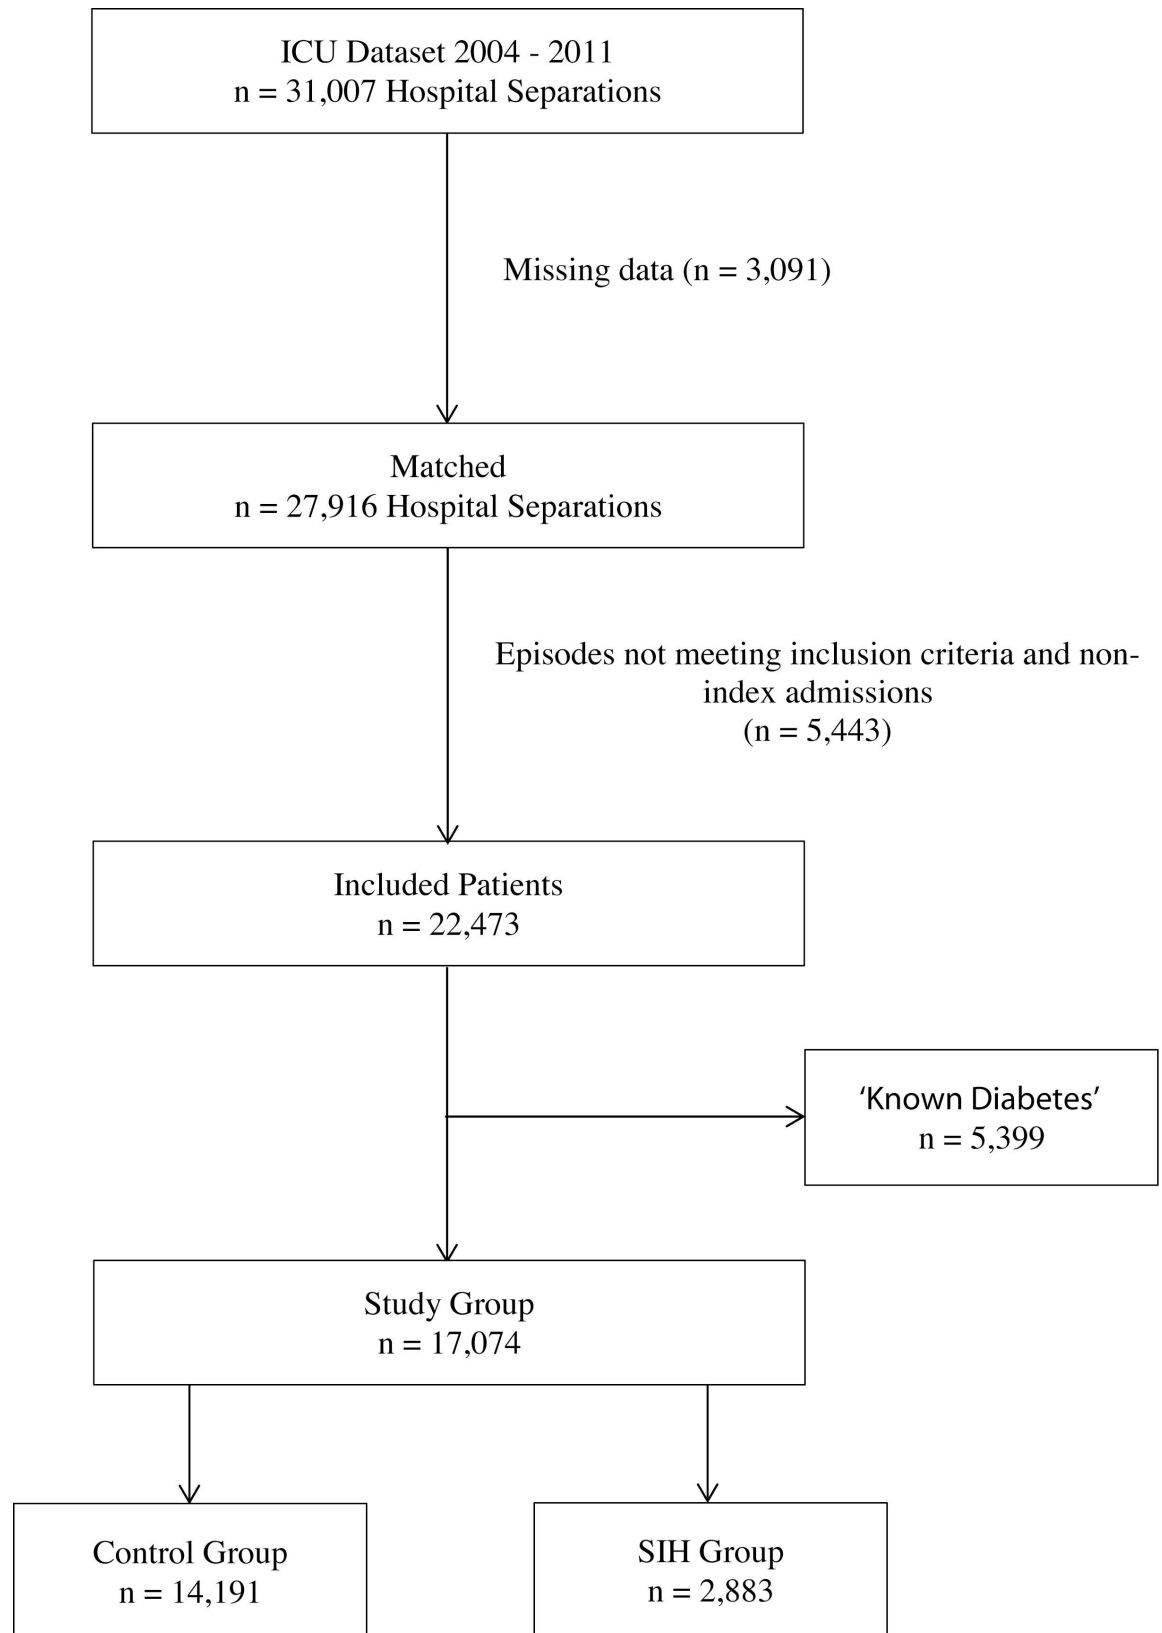 ICU Dataset 2004 - 2011
n = 31,007 Hospital Separations
Missing data (n = 3,091)
Matched
n = 27,916 Hospital Separations
Episodes not meeting inclusion criteria and non-
index admissions
(n = 5,443)
Included Patients
n = 22,473
‘Known Diabetes’
n = 5,399
Study Group
n = 17,074
Control Group
n = 14,191
SIH Group
n = 2,883